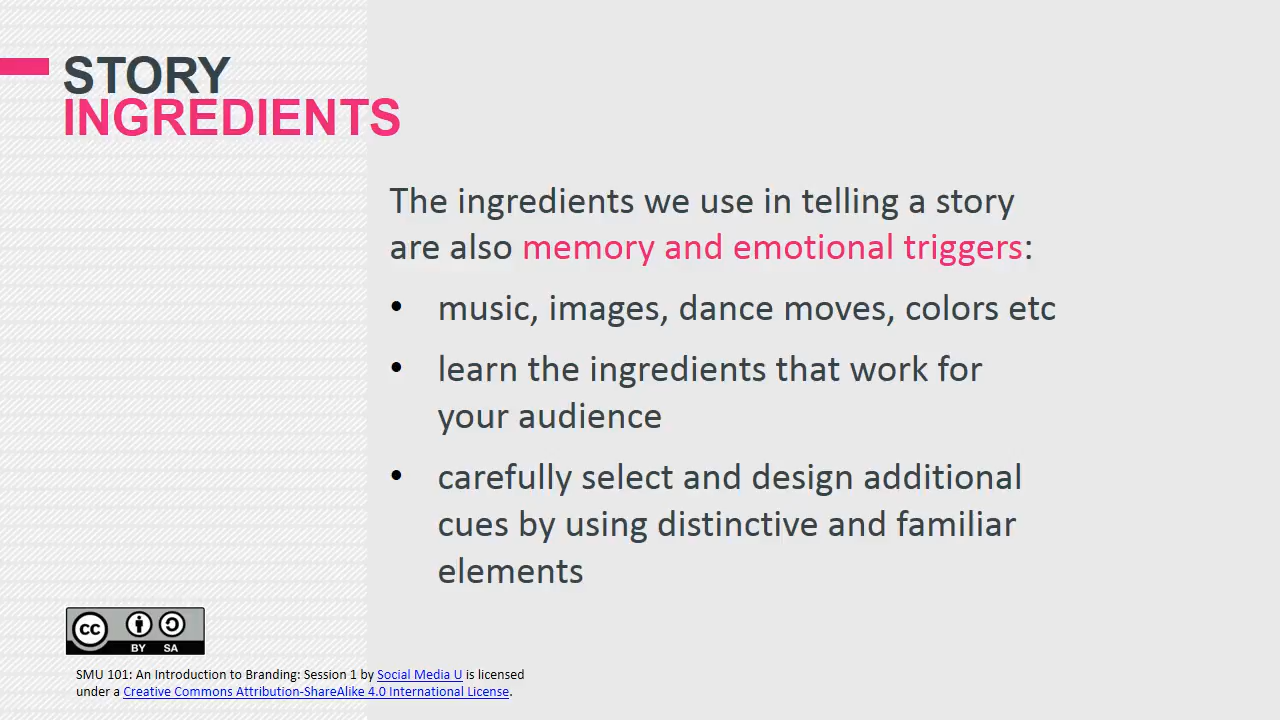 STORY
INGREDIENTS
The ingredients we use in telling a story
are also memory and emotional triggers:
• music, images, dance moves, colors etc
• learn the ingredients that work for
your audience
• carefully select and design additional
cues by using distinctive and familiar
elements
cc
BY SA
SMU 101: An Introduction to Branding: Session 1 by Social Media U is licensed
under a Creative Commons Attribution-ShareAlike 4.0 International License.